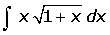 ∫ x√(1+x) dx